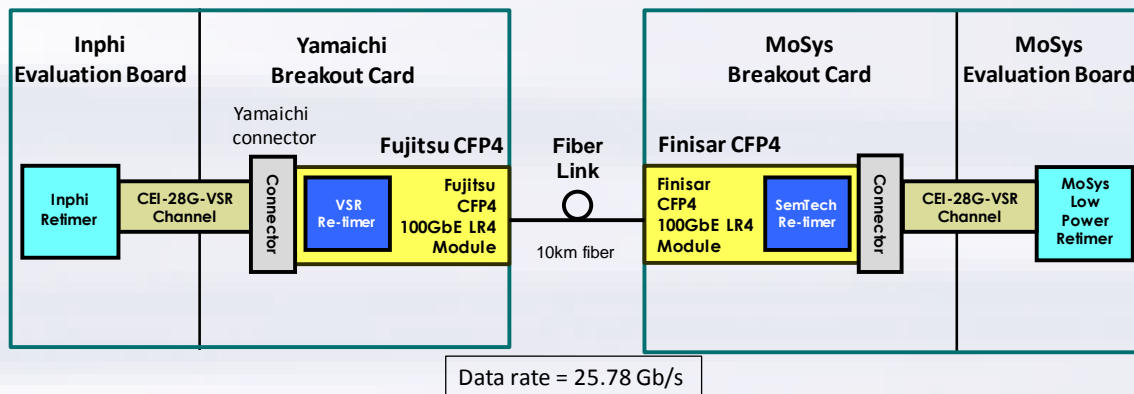 Inphi
Evaluation Board
Yamaichi
Breakout Card
MoSys
Breakout Card
MoSys
Evaluation Board
Yamaichi
connector
Fujitsu CFP4
Fiber
Link
Finisar CFP4
Inphi
Retimer
CEI-28G-VSR
Channel
Connector
VSR
Re-timer
Fujitsu
CFP4
100GbE LR4
Module
10km fiber
Finisar
CFP4
100GbE LR4
Module
SemTech
Re-timer
Connector
CEI-28G-VSR
Channel
MoSys
Low
Power
Retimer
Data rate = 25.78 Gb/s